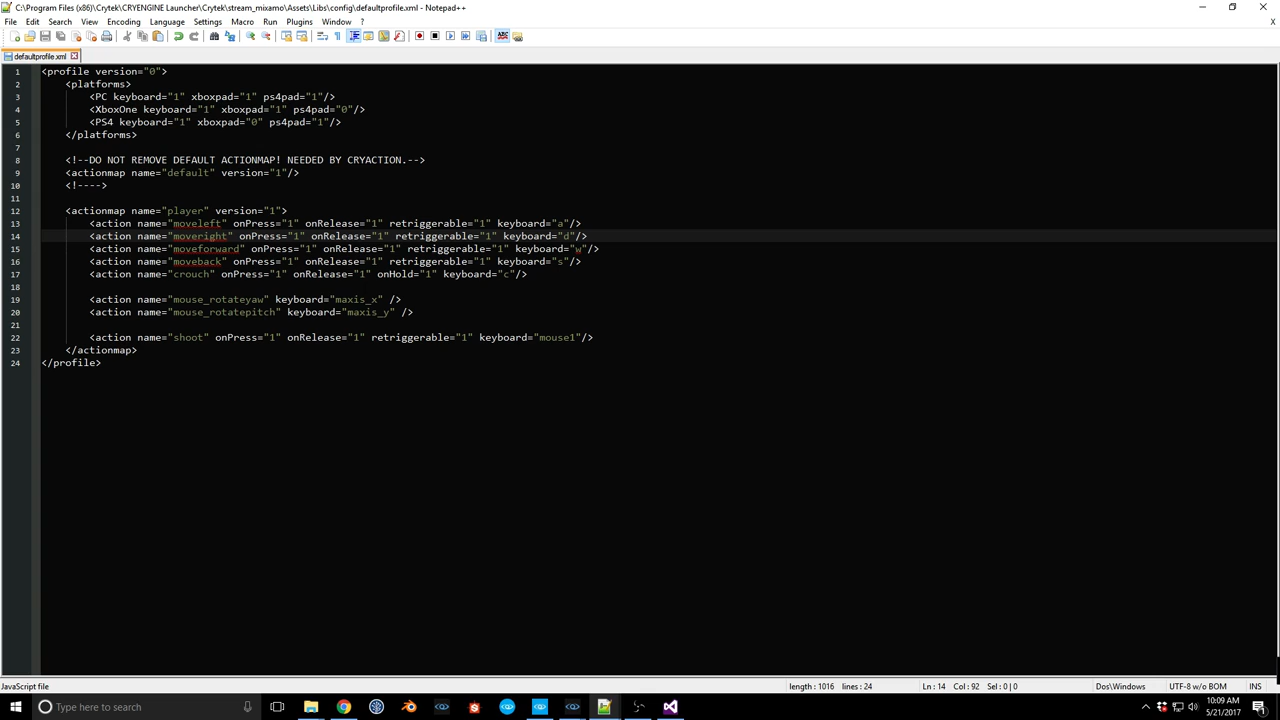 C:\Program Files (x86)\Crytek\CRYENGINE Launcher\Crytek\stream_mixamo\Assets\Libs\config\defaultprofile.xml - Notepad++
File Edit Search View Encoding Language Settings Macro Run Plugins Window ? X
defaultprofile.xml
1 <profile version="0">
2 <platforms>
3 <PC keyboard="1" xboxpad="1" ps4pad="1"/>
4 <XboxOne keyboard="1" xboxpad="1" ps4pad="0"/>
5 <PS4 keyboard="1" xboxpad="0" ps4pad="1"/>
6 </platforms>
7
8 <!--DO NOT REMOVE DEFAULT ACTIONMAP! NEEDED BY CRYACTION.-->
9 <actionmap name="default" version="1"/>
10 <!---->
11
12 <actionmap name="player" version="1">
13 <action name="moveleft" onPress="1" onRelease="1" retriggerable="1" keyboard="a"/>
14 <action name="moveright" onPress="1" onRelease="1" retriggerable="1" keyboard="d"/>
15 <action name="moveforward" onPress="1" onRelease="1" retriggerable="1" keyboard="w"/>
16 <action name="moveback" onPress="1" onRelease="1" retriggerable="1" keyboard="s"/>
17 <action name="crouch" onPress="1" onRelease="1" onHold="1" keyboard="c"/>
18
19 <action name="mouse_rotateyaw" keyboard="maxis_x" />
20 <action name="mouse_rotatepitch" keyboard="maxis_y" />
21
22 <action name="shoot" onPress="1" onRelease="1" retriggerable="1" keyboard="mouse1"/>
23 </actionmap>
24 </profile>
JavaScript file length : 1016 lines : 24 Ln : 14 Col : 92 Sel : 0 | 0 Dos\Windows UTF-8 w/o BOM INS
Type here to search
10:09 AM
5/21/2017